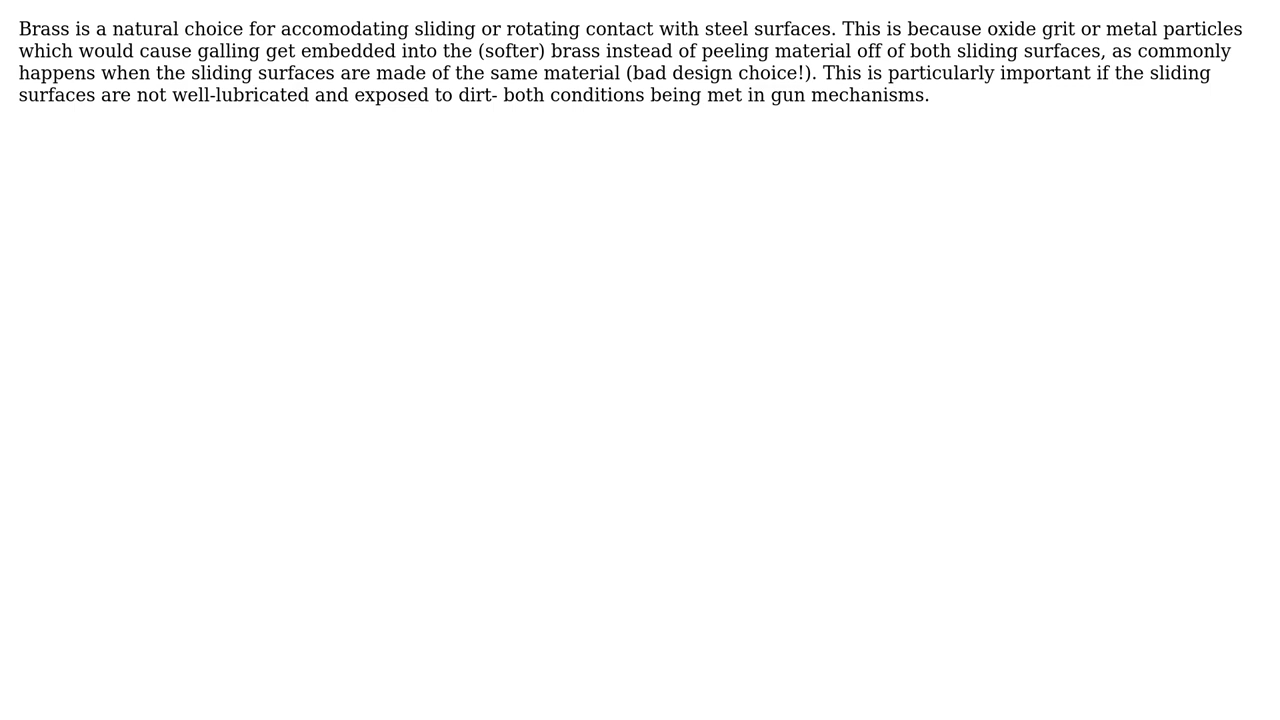 Brass is a natural choice for accomodating sliding or rotating contact with steel surfaces. This is because oxide grit or metal particles
which would cause galling get embedded into the (softer) brass instead of peeling material off of both sliding surfaces, as commonly
happens when the sliding surfaces are made of the same material (bad design choice!). This is particularly important if the sliding
surfaces are not well-lubricated and exposed to dirt- both conditions being met in gun mechanisms.